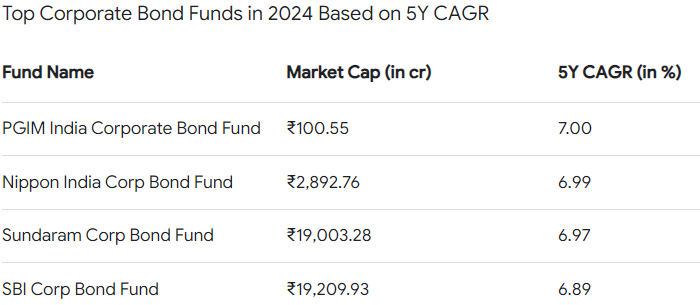 Top Corporate Bond Funds in 2024 Based on 5Y CAGR
Fund Name Market Cap (in cr) 5Y CAGR (in %)
PGIM India Corporate Bond Fund ₹100.55 7.00
Nippon India Corp Bond Fund ₹2,892.76 6.99
Sundaram Corp Bond Fund ₹19,003.28 6.97
SBI Corp Bond Fund ₹19,209.93 6.89